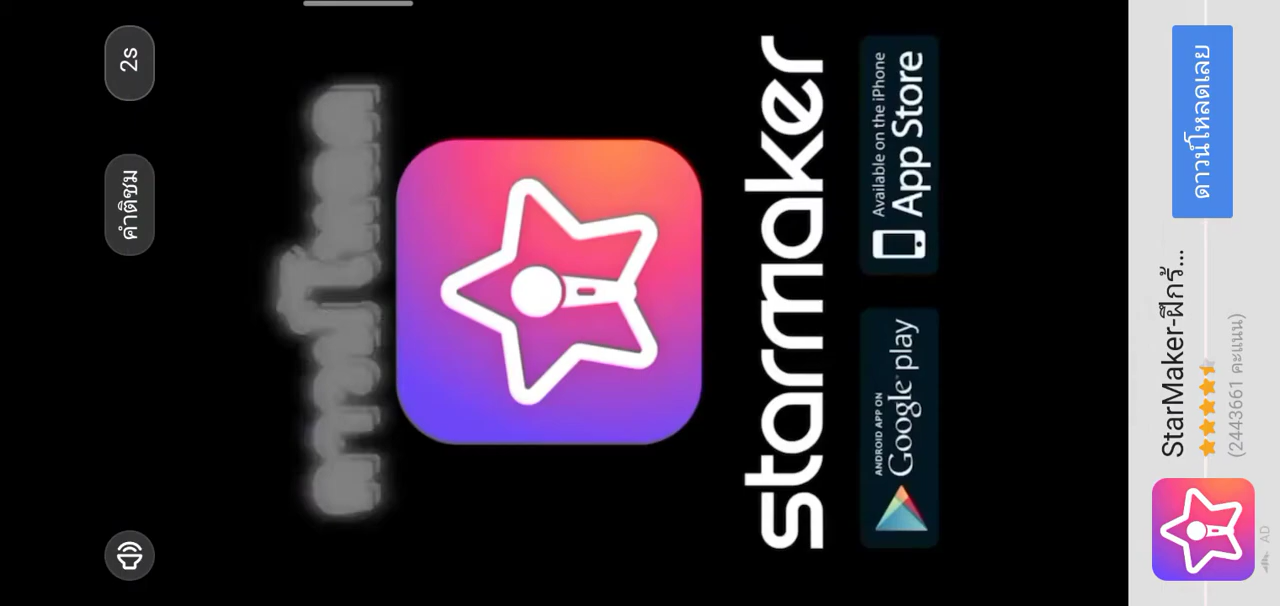 คำติชม
2s
starmaker
ANDROID APP ON
Google play
Available on the iPhone
App Store
StarMaker-ฝึกร้...
(2443661 คะแนน)
ดาวน์โหลดเลย
AD